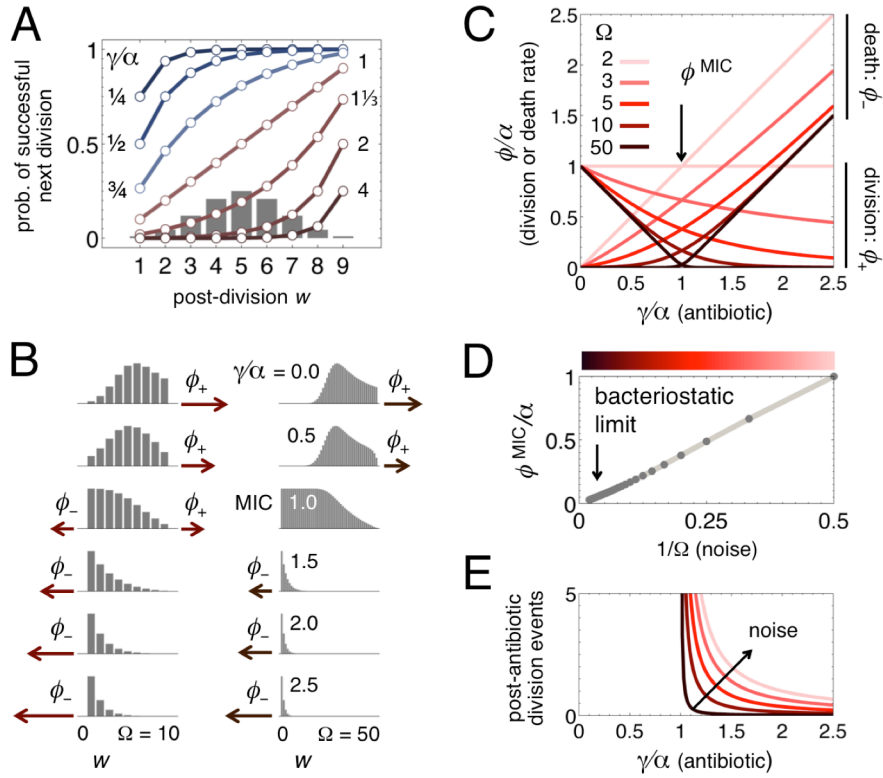 A
prob. of successful
next division
1
0.5
0
γ/α
¼
½
¾
1
1⅓
2
4
1 2 3 4 5 6 7 8 9
post-division w
B
ϕ₊ γ/α = 0.0 ϕ₊
ϕ₊ 0.5 ϕ₊
ϕ₋ ϕ₊ MIC 1.0
ϕ₋ ϕ₋ 1.5
ϕ₋ ϕ₋ 2.0
ϕ₋ ϕ₋ 2.5
0 Ω = 10 0 Ω = 50
w w
C
ϕ/α
(division or death rate)
2.5
2.0
1.5
1
0.5
0
Ω
2
3
5
10
50
ϕ^MIC
death: ϕ₋
division: ϕ₊
0 0.5 1 1.5 2 2.5
γ/α (antibiotic)
D
ϕ^MIC/α
1
0.5
0
bacteriostatic
limit
0 0.25 0.5
1/Ω (noise)
E
post-antibiotic
division events
5
0
noise
0 0.5 1 1.5 2 2.5
γ/α (antibiotic)